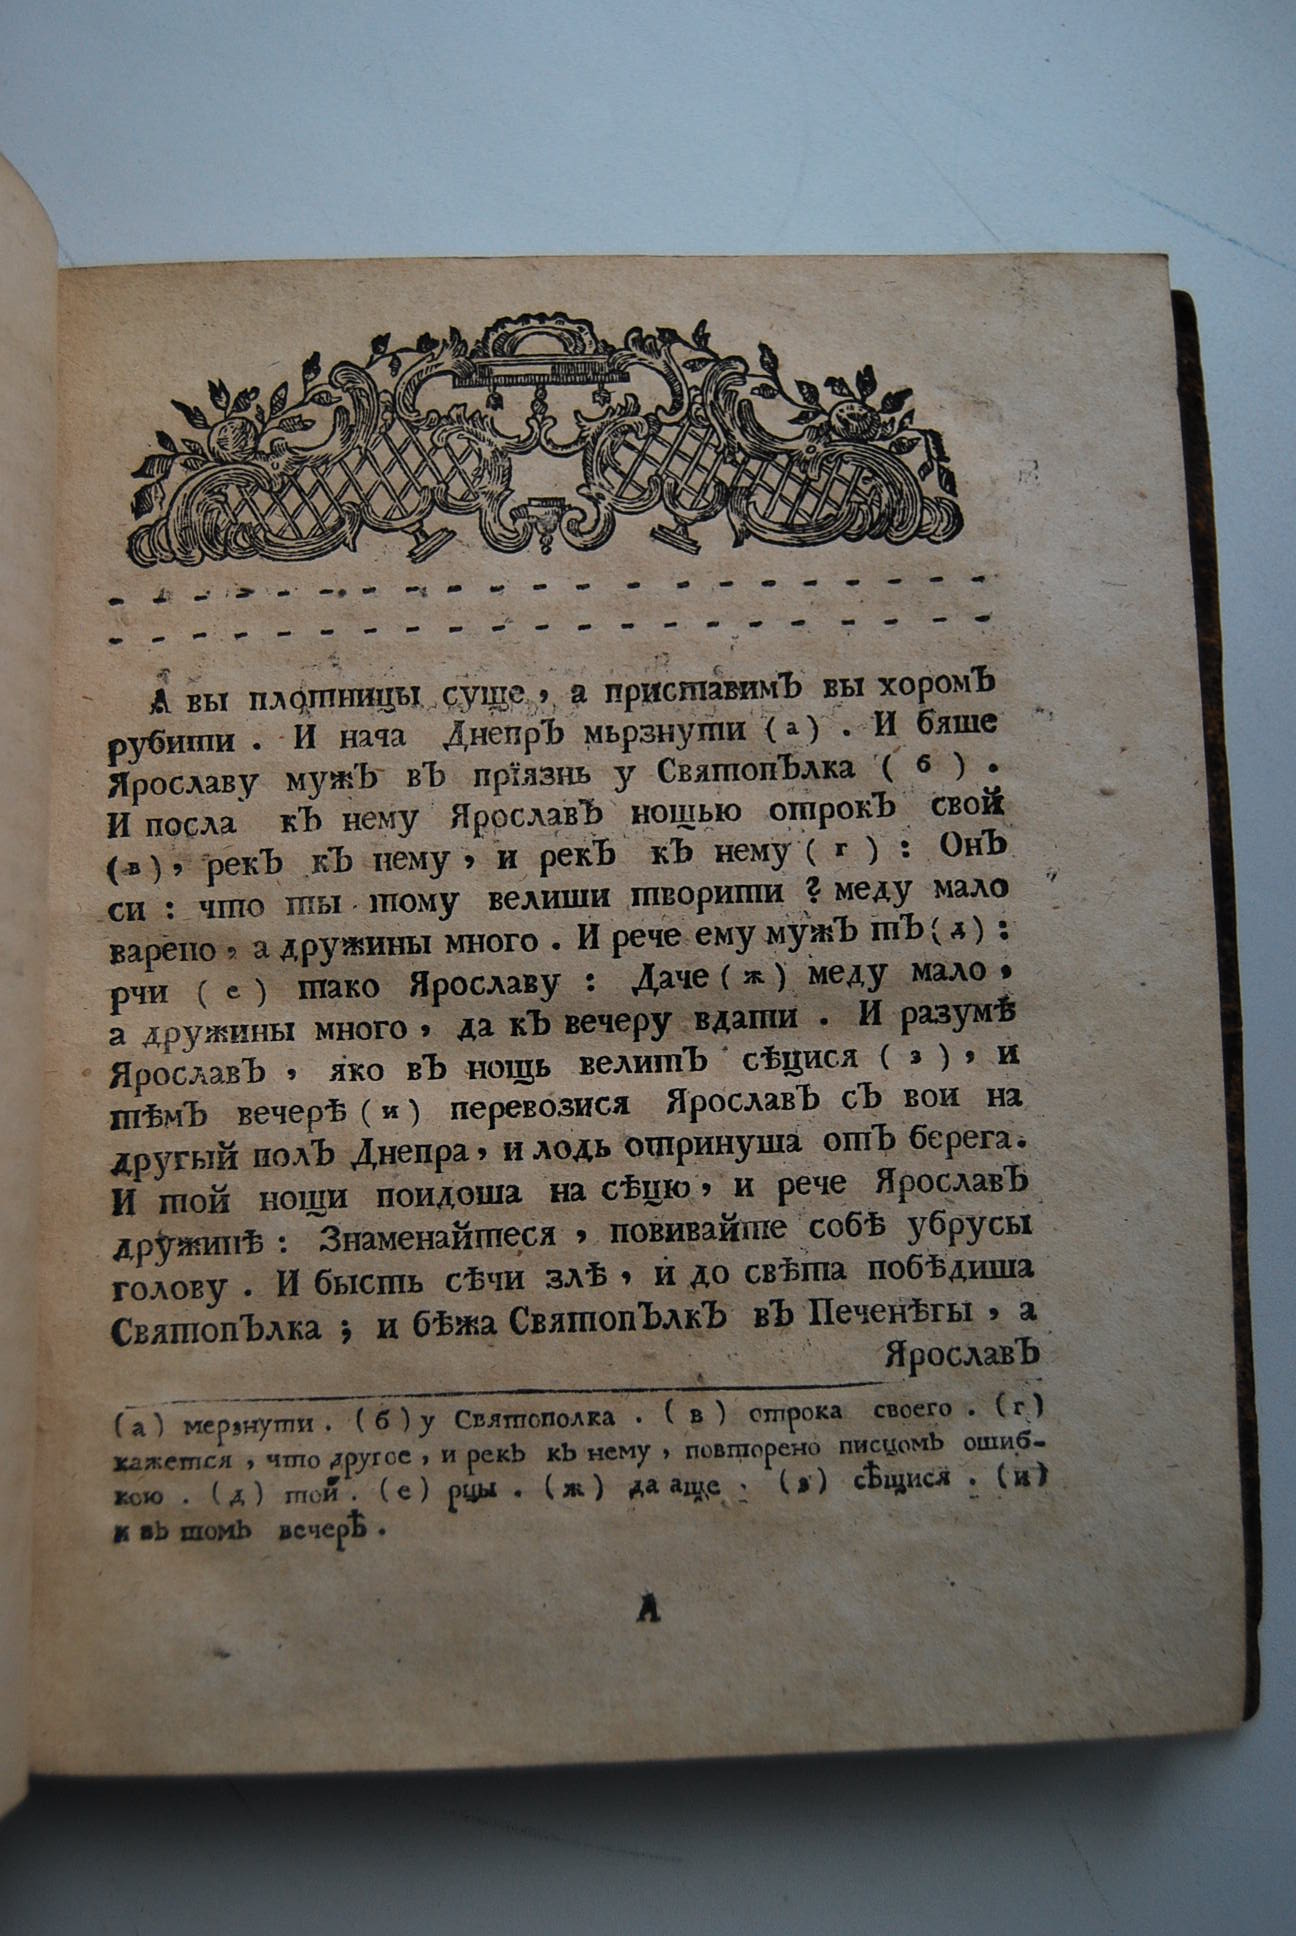 А вы плотницы суще, а приставимъ вы хоромъ
рубити. И нача Днепръ мьрзнути (а). И бяше
Ярославу мужъ въ прїязнь у Святопълка (б).
И посла къ нему Ярославъ нощью отрокъ свой
(в), рекъ къ нему, и рекъ къ нему (г): Онъ
си: что ты тому велиши творити? меду мало
варено, а дружины много. И рече ему мужъ тъ (д):
рчи (е) тако Ярославу: Даче (ж) меду мало,
а дружины много, да къ вечеру вдати. И разумѣ
Ярославъ, яко въ нощь велитъ сѣцися (з), и
тѣмъ вечерѣ (и) перевозися Ярославъ съ вои на
другый полъ Днепра, и лодь отринуша отъ берега.
И той нощи поидоша на сѣцю, и рече Ярославъ
дружинѣ: Знаменайтеся, повивайте собѣ убрусы
голову. И бысть сѣчи злѣ, и до свѣта побѣдиша
Святопълка; и бѣжа Святопълкъ въ Печенѣгы, а
Ярославъ
(а) мерзнути. (б) у Святополка. (в) отрока своего. (г)
кажется, что другое, и рекъ къ нему, повторено писцомъ ошиб-
кою. (д) той. (е) рцы. (ж) да аще. (з) сѣщися. (и)
и въ томъ вечерѣ.
А